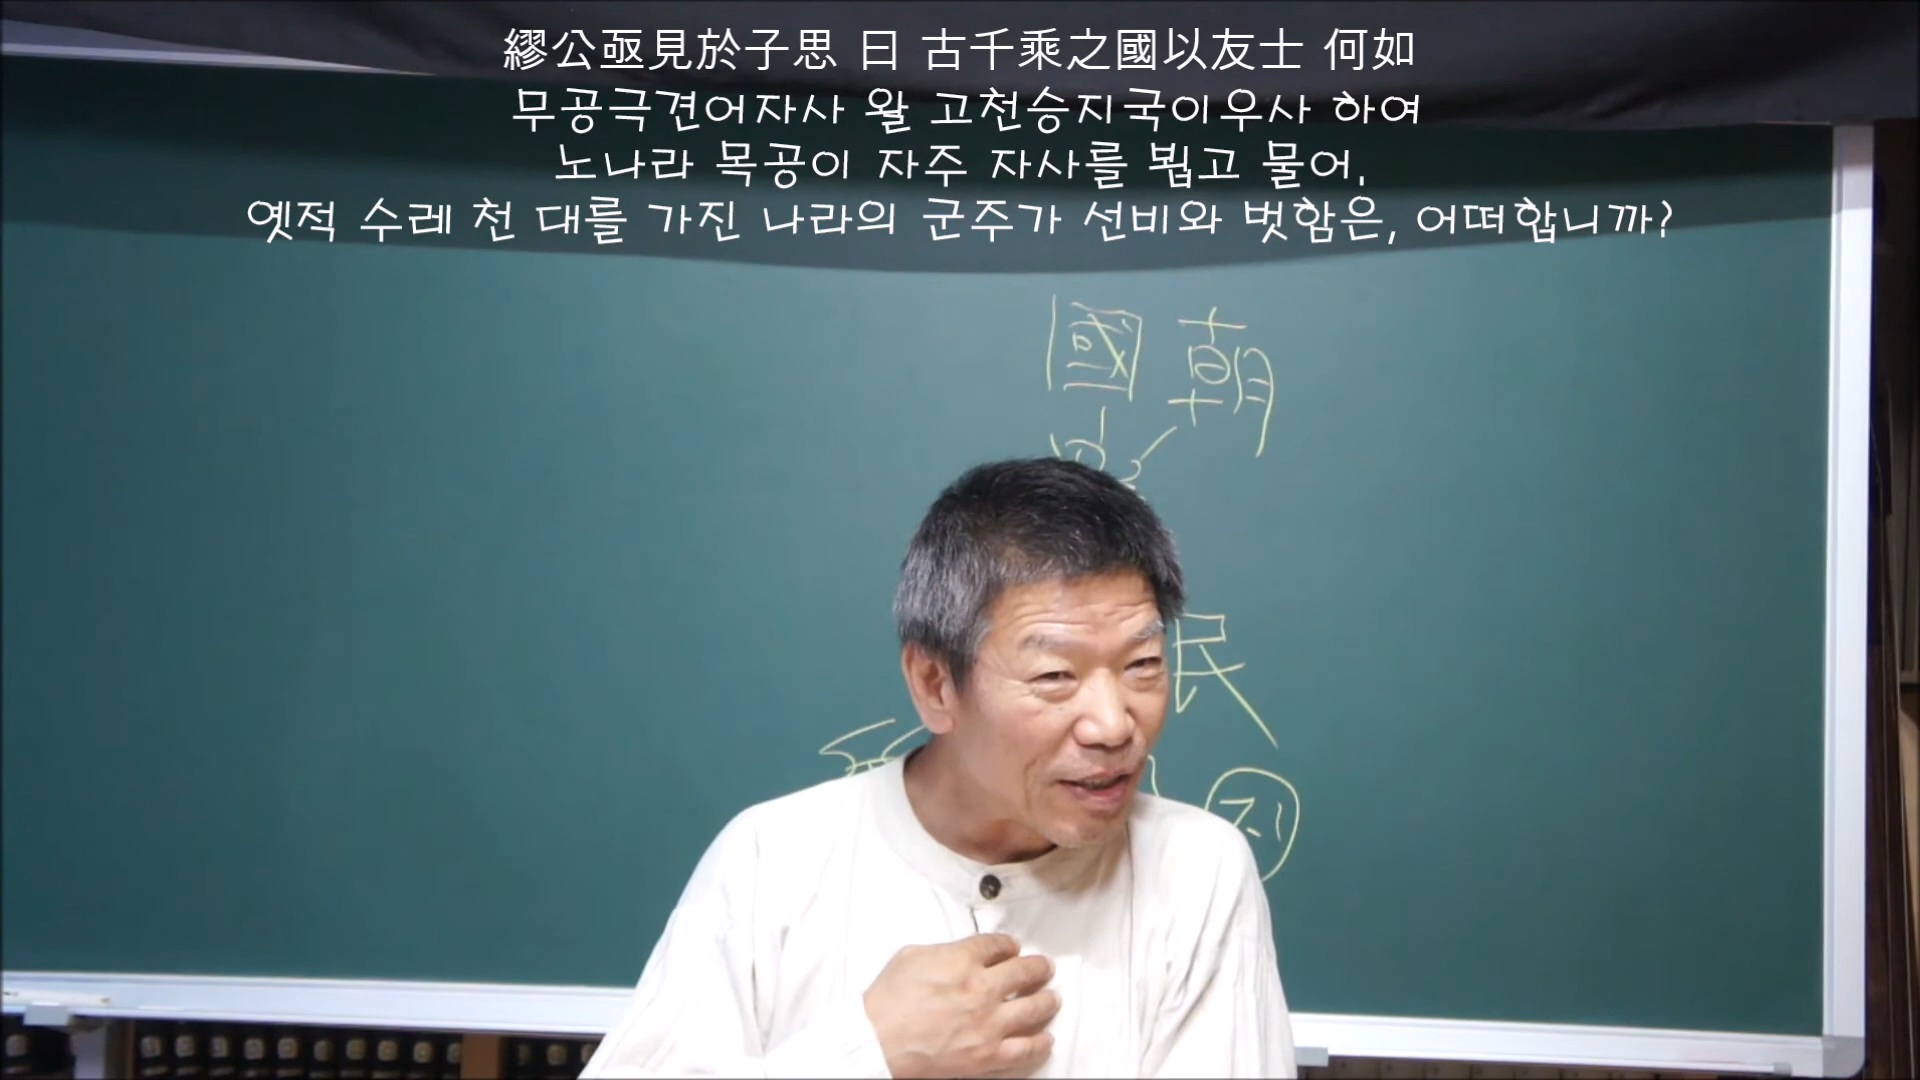 繆公亟見於子思 曰 古千乘之國以友士 何如
무공극견어자사 왈 고천승지국이우사 하여
노나라 목공이 자주 자사를 뵙고 물어.
옛적 수레 천 대를 가진 나라의 군주가 선비와 벗함은, 어떠합니까?
國 朝
民